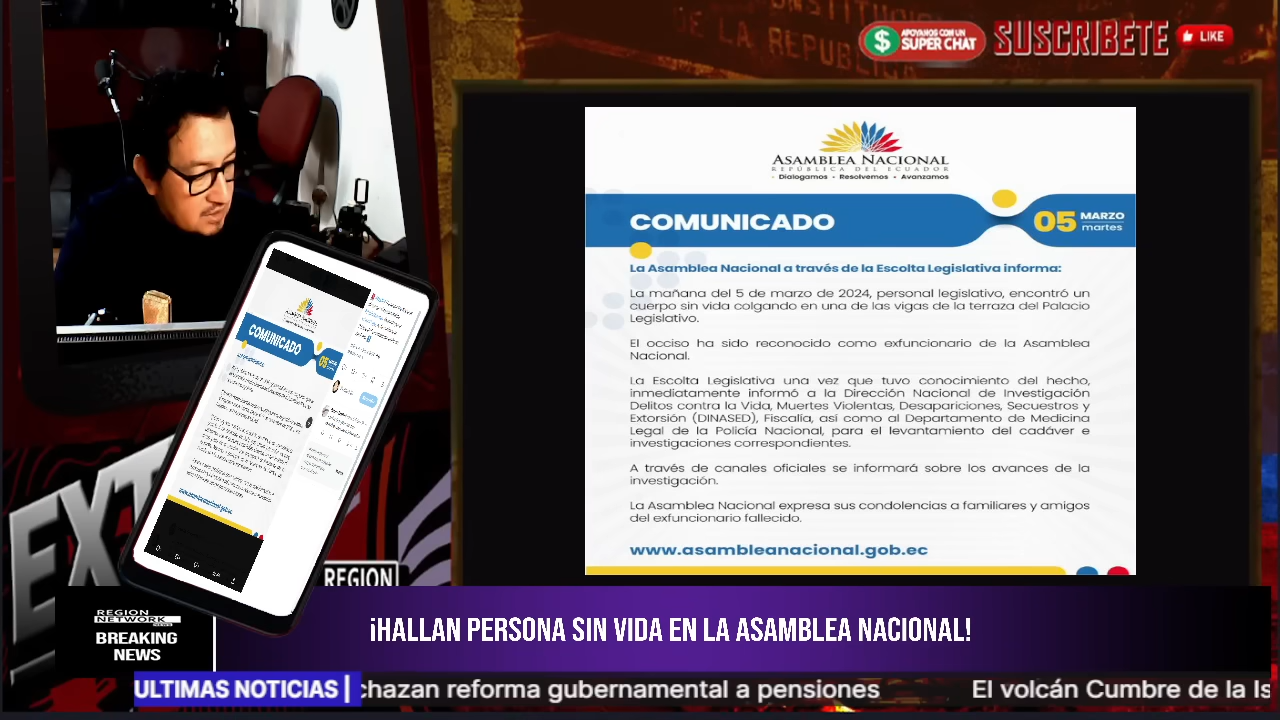 CONSTITUCION
DE LA REPUBLICA
APOYANOS CON UN
SUPER CHAT
SUSCRIBETE
LIKE
ASAMBLEA NACIONAL
REPÚBLICA DEL ECUADOR
Dialogamos • Resolvemos • Avanzamos
COMUNICADO
05 MARZO
martes
La Asamblea Nacional a través de la Escolta Legislativa informa:
La mañana del 5 de marzo de 2024, personal legislativo, encontró un
cuerpo sin vida colgando en una de las vigas de la terraza del Palacio
Legislativo.
El occiso ha sido reconocido como exfuncionario de la Asamblea
Nacional.
La Escolta Legislativa una vez que tuvo conocimiento del hecho,
inmediatamente informó a la Dirección Nacional de Investigación
Delitos contra la Vida, Muertes Violentas, Desapariciones, Secuestros y
Extorsión (DINASED), Fiscalía, así como al Departamento de Medicina
Legal de la Policía Nacional, para el levantamiento del cadáver e
investigaciones correspondientes.
A través de canales oficiales se informará sobre los avances de la
investigación.
La Asamblea Nacional expresa sus condolencias a familiares y amigos
del exfuncionario fallecido.
www.asambleanacional.gob.ec
COMUNICADO
05
EXT
REGION
REGION
NETWORK
NEWS
BREAKING
NEWS
¡HALLAN PERSONA SIN VIDA EN LA ASAMBLEA NACIONAL!
ULTIMAS NOTICIAS | chazan reforma gubernamental a pensiones El volcán Cumbre de la Is